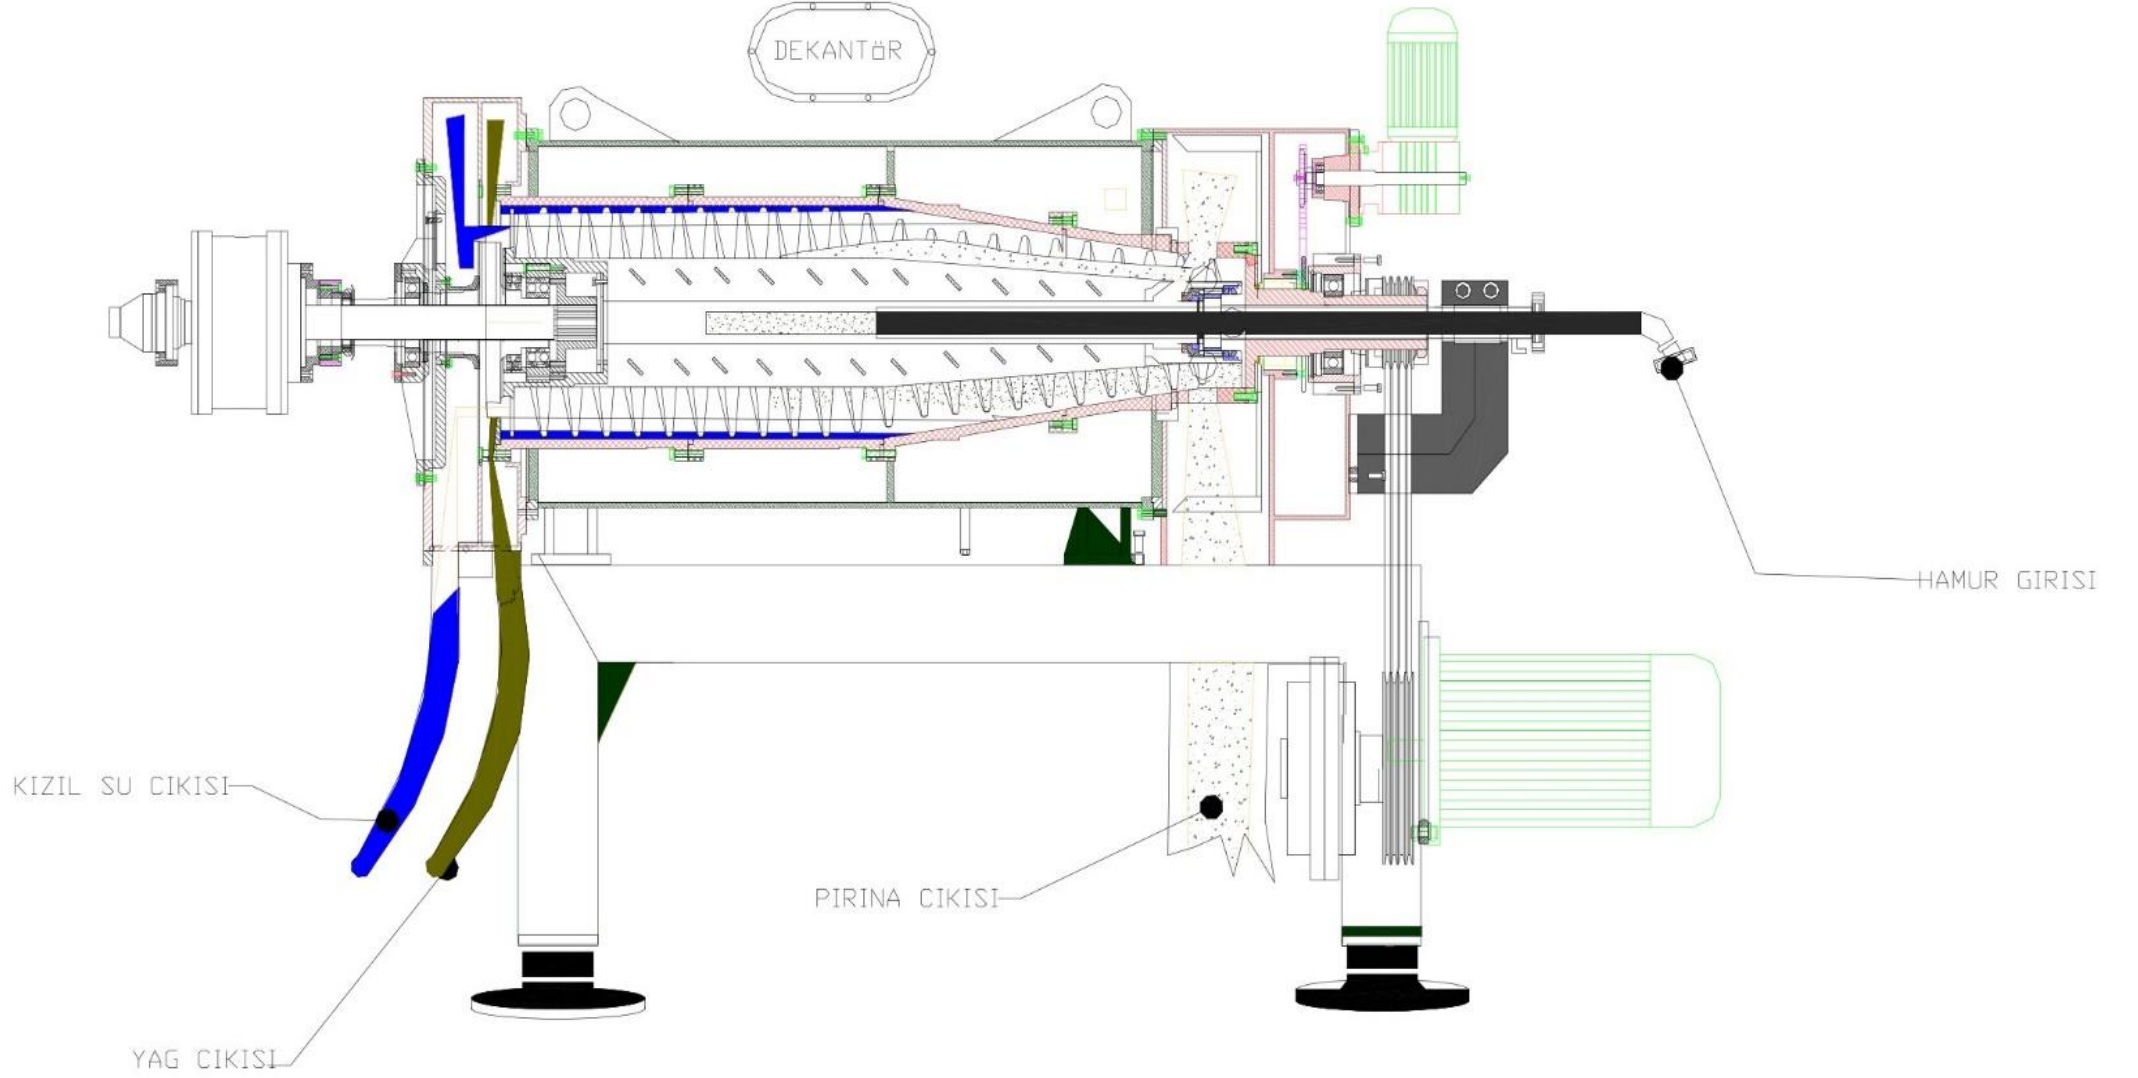 DEKANTöR
HAMUR GIRISI
KIZIL SU CIKISI
PIRINA CIKISI
YAG CIKISI